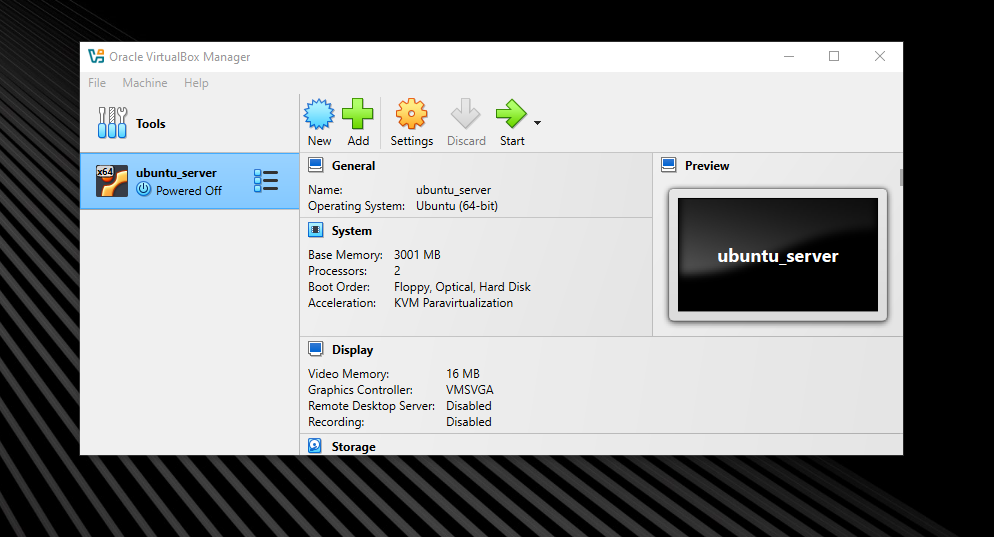 Oracle VirtualBox Manager
File Machine Help
Tools
New Add Settings Discard Start
x64
ubuntu_server
Powered Off
General
Name: ubuntu_server
Operating System: Ubuntu (64-bit)
System
Base Memory: 3001 MB
Processors: 2
Boot Order: Floppy, Optical, Hard Disk
Acceleration: KVM Paravirtualization
Preview
ubuntu_server
Display
Video Memory: 16 MB
Graphics Controller: VMSVGA
Remote Desktop Server: Disabled
Recording: Disabled
Storage